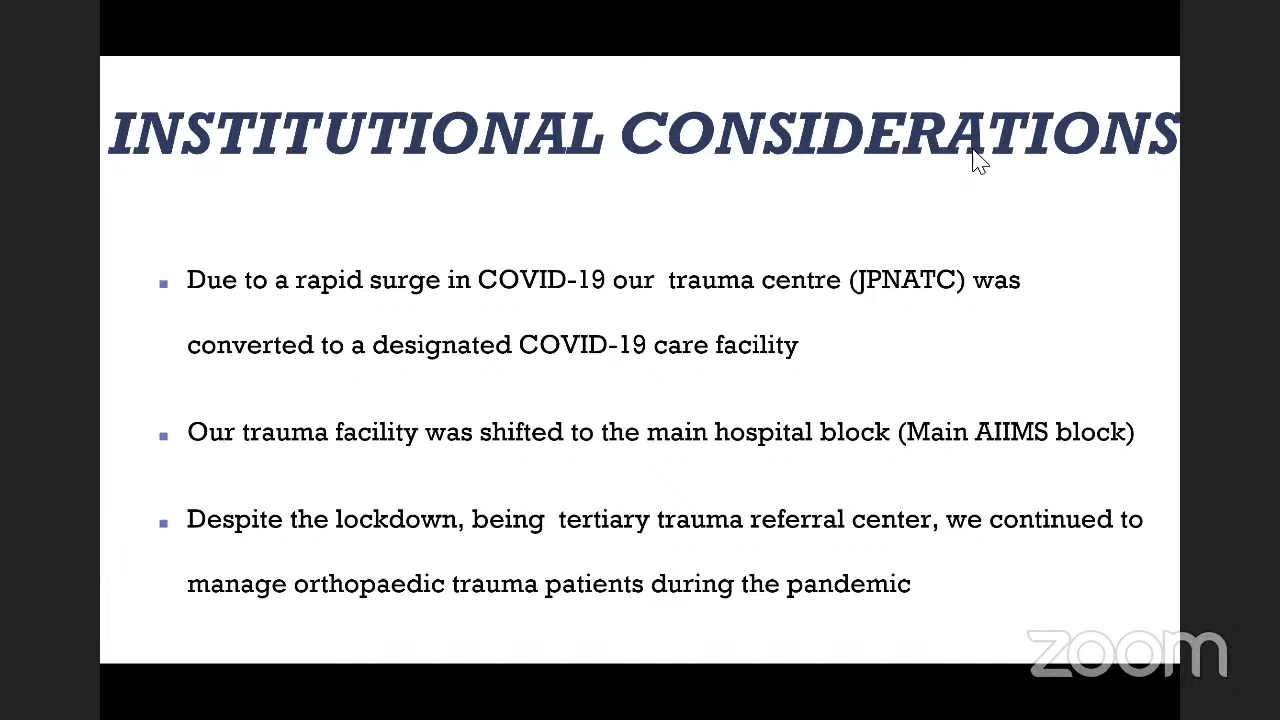 INSTITUTIONAL CONSIDERATIONS
Due to a rapid surge in COVID-19 our trauma centre (JPNATC) was
converted to a designated COVID-19 care facility
Our trauma facility was shifted to the main hospital block (Main AIIMS block)
Despite the lockdown, being tertiary trauma referral center, we continued to
manage orthopaedic trauma patients during the pandemic
zoom